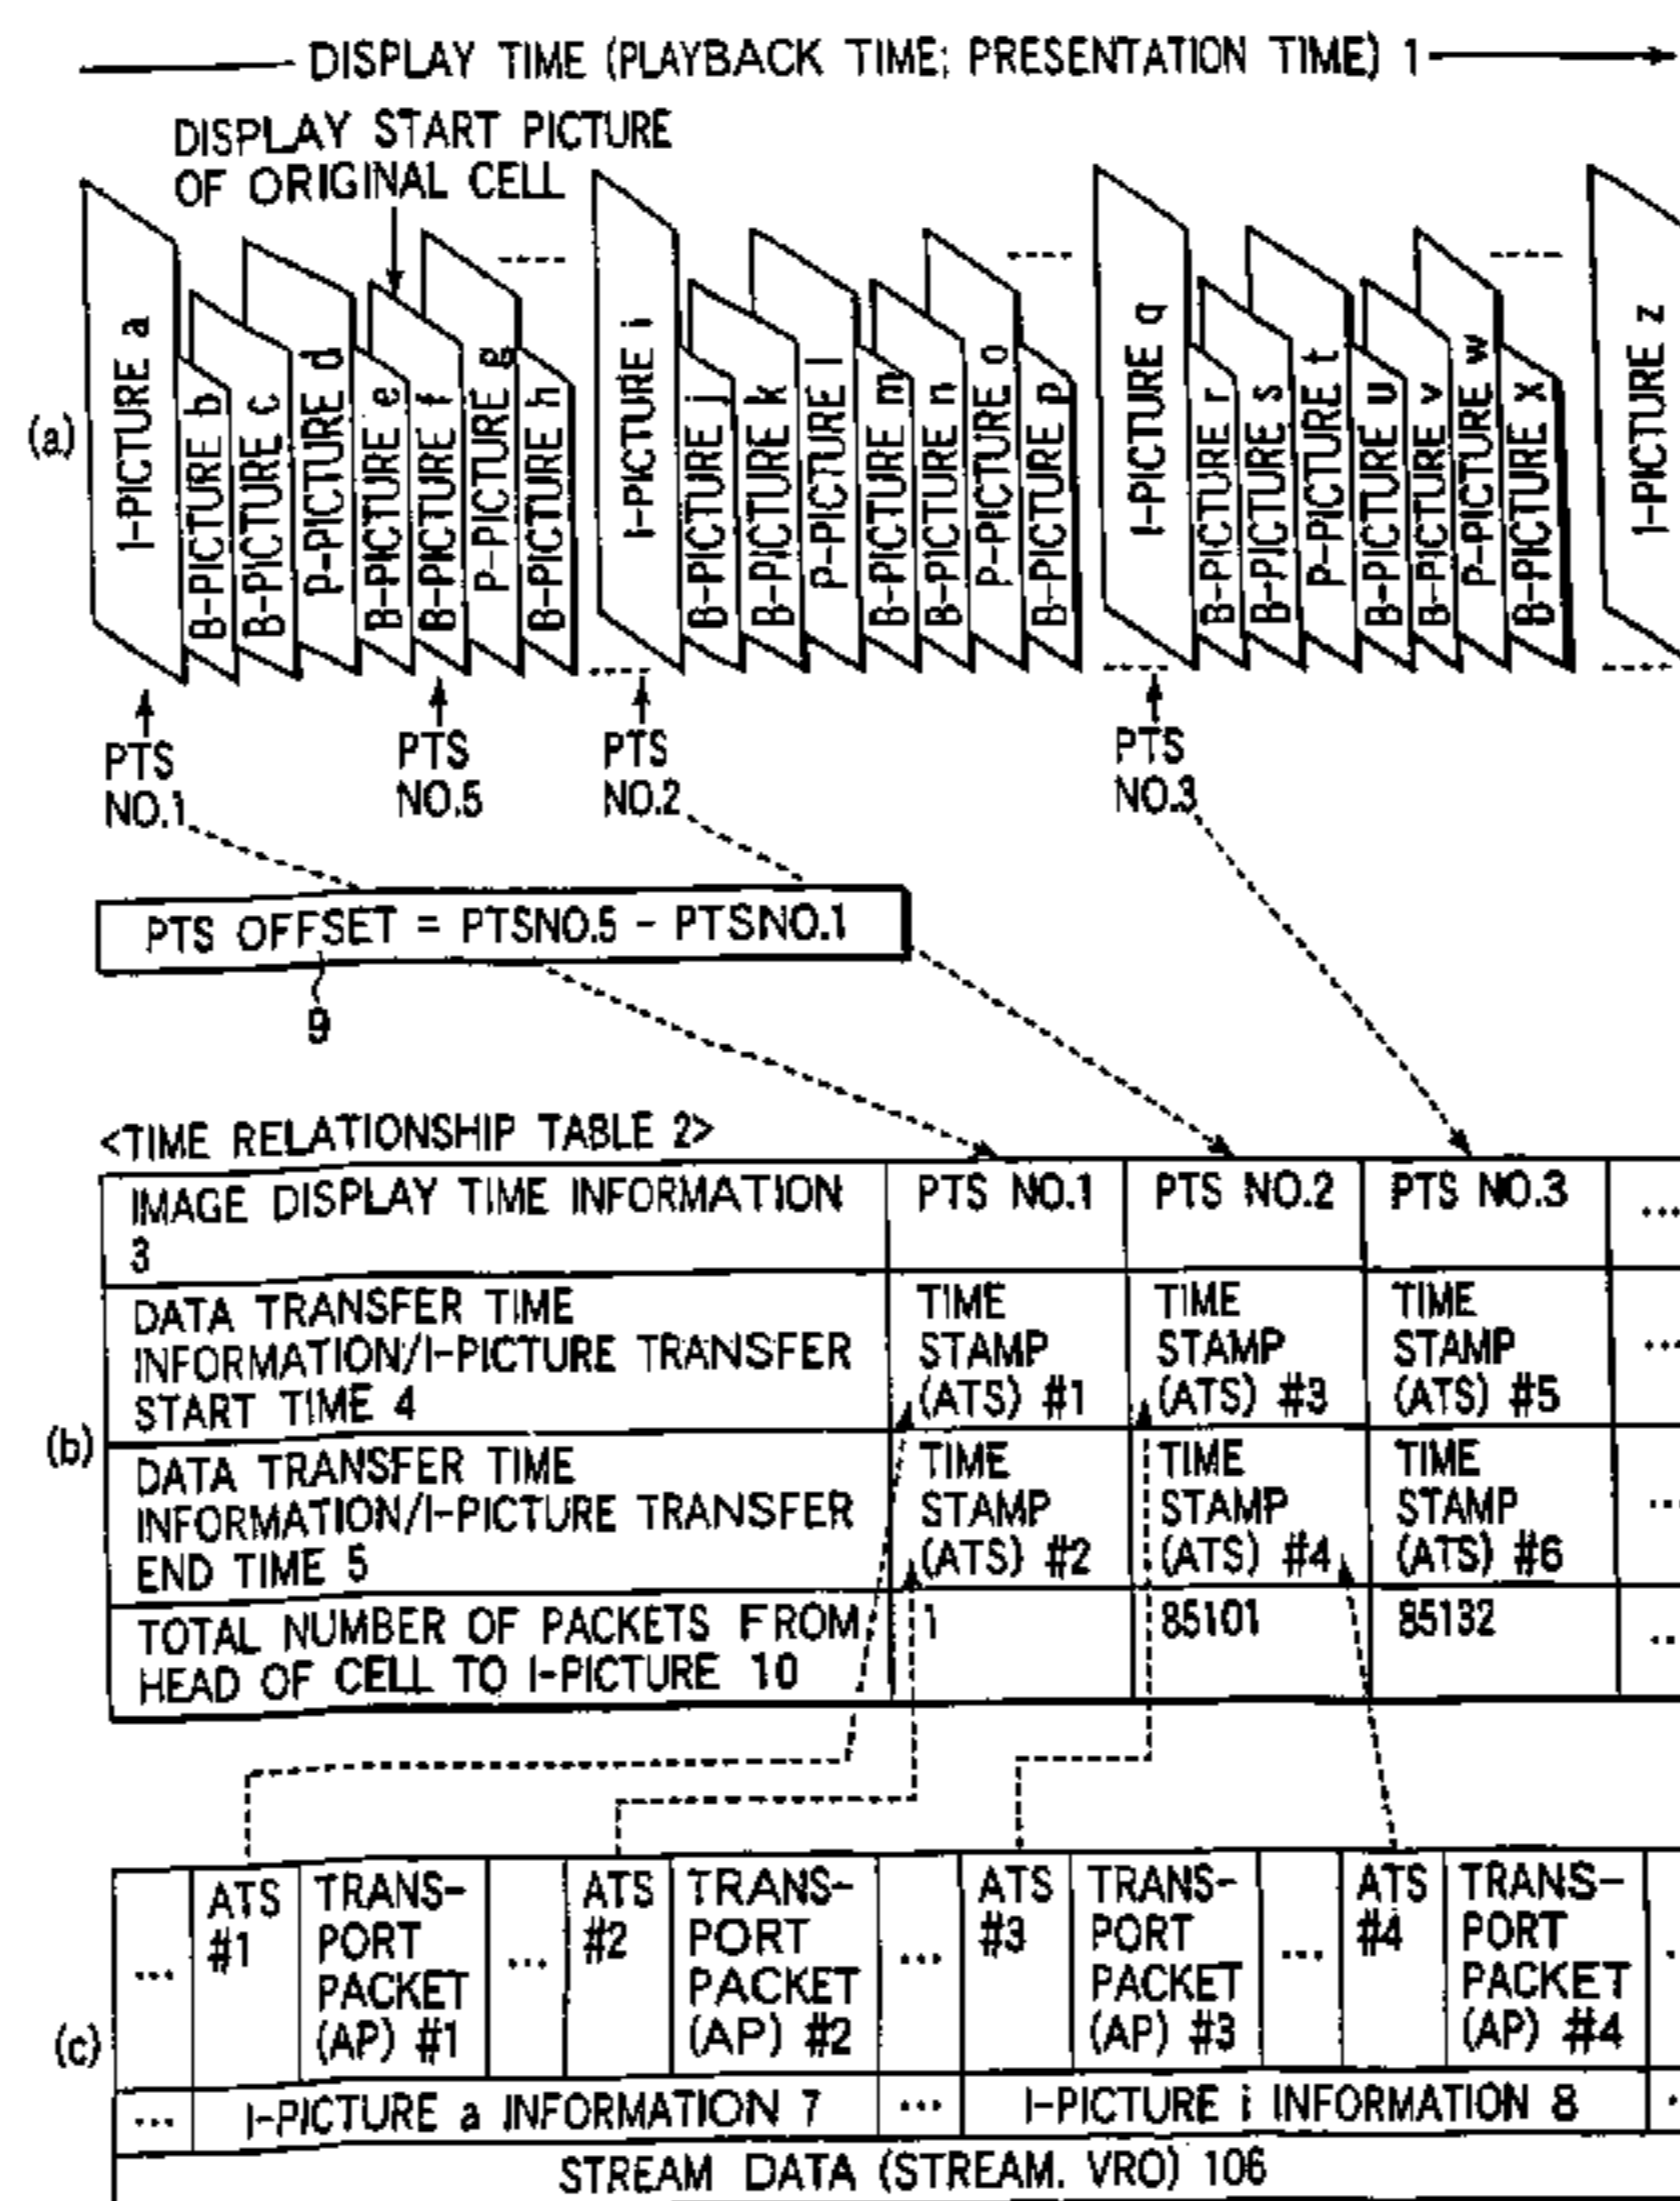 DISPLAY TIME (PLAYBACK TIME; PRESENTATION TIME) 1
DISPLAY START PICTURE
OF ORIGINAL CELL
(a)
I-PICTURE a
B-PICTURE b
B-PICTURE c
P-PICTURE d
B-PICTURE e
B-PICTURE f
P-PICTURE g
B-PICTURE h
I-PICTURE i
B-PICTURE j
B-PICTURE k
P-PICTURE l
B-PICTURE m
B-PICTURE n
P-PICTURE o
B-PICTURE p
I-PICTURE q
B-PICTURE r
B-PICTURE s
P-PICTURE t
B-PICTURE u
B-PICTURE v
P-PICTURE w
B-PICTURE x
I-PICTURE z
PTS
NO.1
PTS
NO.5
PTS
NO.2
PTS
NO.3
PTS OFFSET = PTSNO.5 - PTSNO.1
9
<TIME RELATIONSHIP TABLE 2>
(b)
IMAGE DISPLAY TIME INFORMATION
3
PTS NO.1
PTS NO.2
PTS NO.3
...
DATA TRANSFER TIME
INFORMATION/I-PICTURE TRANSFER
START TIME 4
TIME
STAMP
(ATS) #1
TIME
STAMP
(ATS) #3
TIME
STAMP
(ATS) #5
...
DATA TRANSFER TIME
INFORMATION/I-PICTURE TRANSFER
END TIME 5
TIME
STAMP
(ATS) #2
TIME
STAMP
(ATS) #4
TIME
STAMP
(ATS) #6
...
TOTAL NUMBER OF PACKETS FROM
HEAD OF CELL TO I-PICTURE 10
1
85101
85132
...
(c)
...
ATS
#1
TRANS-
PORT
PACKET
(AP) #1
...
ATS
#2
TRANS-
PORT
PACKET
(AP) #2
...
ATS
#3
TRANS-
PORT
PACKET
(AP) #3
...
ATS
#4
TRANS-
PORT
PACKET
(AP) #4
...
I-PICTURE a INFORMATION 7
...
I-PICTURE i INFORMATION 8
STREAM DATA (STREAM. VRO) 106